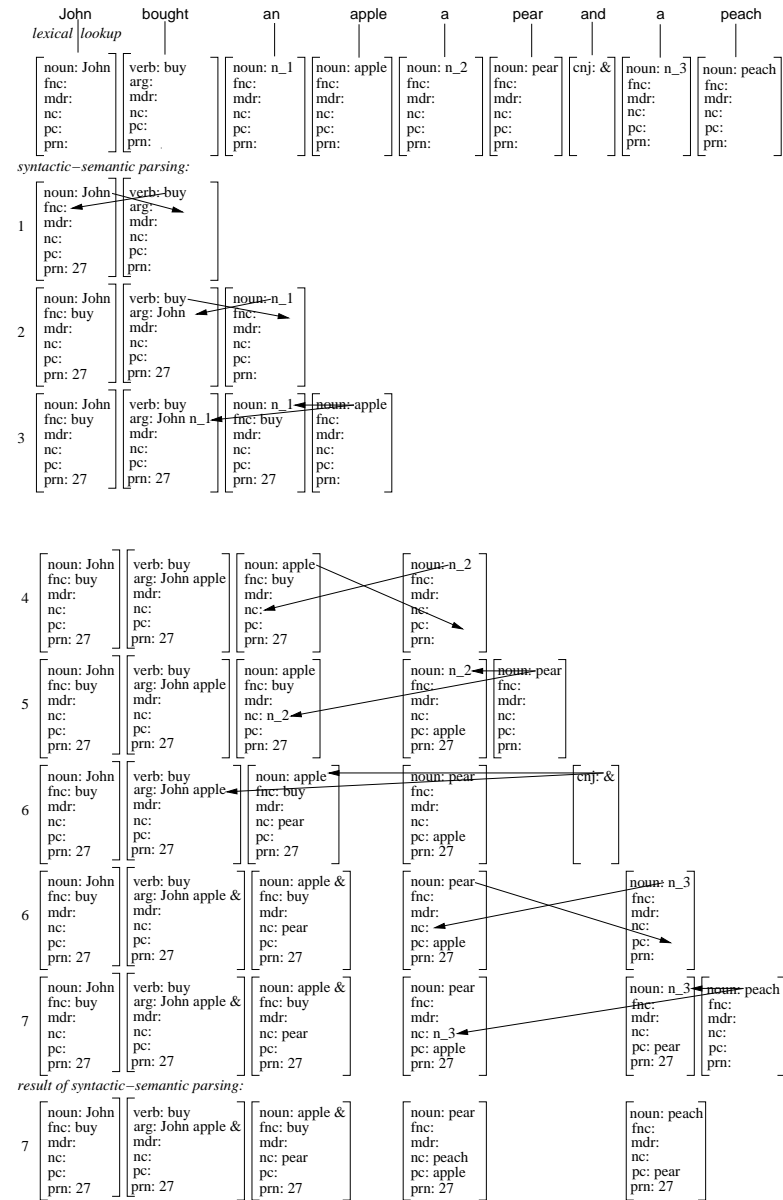 John bought an apple a pear and a peach
lexical lookup
noun: John verb: buy noun: n_1 noun: apple noun: n_2 noun: pear cnj: & noun: n_3 noun: peach
fnc: arg: fnc: fnc: fnc: fnc: fnc: fnc:
mdr: mdr: mdr: mdr: mdr: mdr: mdr: mdr:
nc: nc: nc: nc: nc: nc: nc: nc:
pc: pc: pc: pc: pc: pc: pc: pc:
prn: prn: prn: prn: prn: prn: prn: prn:
syntactic−semantic parsing:
1
noun: John verb: buy
fnc: arg:
mdr: mdr:
nc: nc:
pc: pc:
prn: 27 prn:
2
noun: John verb: buy noun: n_1
fnc: buy arg: John fnc:
mdr: mdr: mdr:
nc: nc: nc:
pc: pc: pc:
prn: 27 prn: 27 prn:
3
noun: John verb: buy noun: n_1 noun: apple
fnc: buy arg: John n_1 fnc: buy fnc:
mdr: mdr: mdr: mdr:
nc: nc: nc: nc:
pc: pc: pc: pc:
prn: 27 prn: 27 prn: 27 prn:
4
noun: John verb: buy noun: apple noun: n_2
fnc: buy arg: John apple fnc: buy fnc:
mdr: mdr: mdr: mdr:
nc: nc: nc: nc:
pc: pc: pc: pc:
prn: 27 prn: 27 prn: 27 prn:
5
noun: John verb: buy noun: apple noun: n_2 noun: pear
fnc: buy arg: John apple fnc: buy fnc: fnc:
mdr: mdr: mdr: mdr: mdr:
nc: nc: nc: n_2 nc: nc:
pc: pc: pc: pc: apple pc:
prn: 27 prn: 27 prn: 27 prn: 27 prn:
6
noun: John verb: buy noun: apple noun: pear cnj: &
fnc: buy arg: John apple fnc: buy fnc:
mdr: mdr: mdr: mdr:
nc: nc: nc: pear nc:
pc: pc: pc: pc: apple
prn: 27 prn: 27 prn: 27 prn: 27
6
noun: John verb: buy noun: apple & noun: pear noun: n_3
fnc: buy arg: John apple & fnc: buy fnc: fnc:
mdr: mdr: mdr: mdr: mdr:
nc: nc: nc: pear nc: nc:
pc: pc: pc: pc: apple pc:
prn: 27 prn: 27 prn: 27 prn: 27 prn:
7
noun: John verb: buy noun: apple & noun: pear noun: n_3 noun: peach
fnc: buy arg: John apple & fnc: buy fnc: fnc: fnc:
mdr: mdr: mdr: mdr: mdr: mdr:
nc: nc: nc: pear nc: n_3 nc: nc:
pc: pc: pc: pc: apple pc: pear pc:
prn: 27 prn: 27 prn: 27 prn: 27 prn: 27 prn:
result of syntactic−semantic parsing:
7
noun: John verb: buy noun: apple & noun: pear noun: peach
fnc: buy arg: John apple & fnc: buy fnc: fnc:
mdr: mdr: mdr: mdr: mdr:
nc: nc: nc: pear nc: peach nc:
pc: pc: pc: pc: apple pc: pear
prn: 27 prn: 27 prn: 27 prn: 27 prn: 27